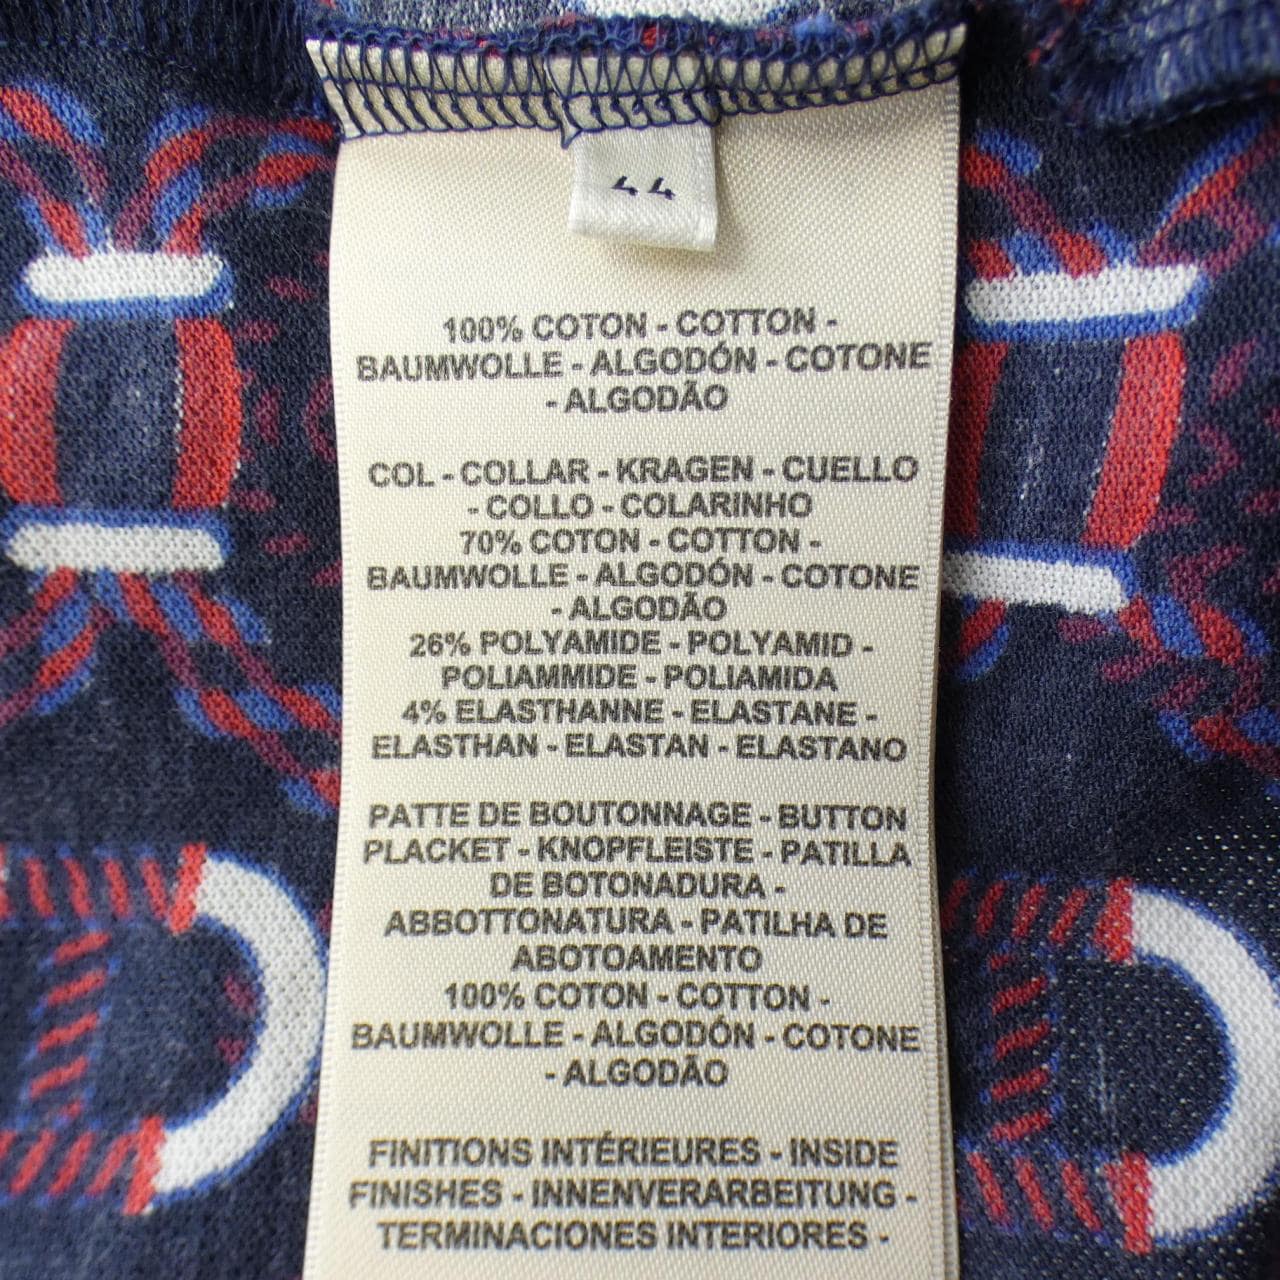 44
100% COTON - COTTON -
BAUMWOLLE - ALGODÓN - COTONE
- ALGODÃO
COL - COLLAR - KRAGEN - CUELLO
- COLLO - COLARINHO
70% COTON - COTTON -
BAUMWOLLE - ALGODÓN - COTONE
- ALGODÃO
26% POLYAMIDE - POLYAMID -
POLIAMMIDE - POLIAMIDA
4% ELASTHANNE - ELASTANE -
ELASTHAN - ELASTAN - ELASTANO
PATTE DE BOUTONNAGE - BUTTON
PLACKET - KNOPFLEISTE - PATILLA
DE BOTONADURA -
ABBOTTONATURA - PATILHA DE
ABOTOAMENTO
100% COTON - COTTON -
BAUMWOLLE - ALGODÓN - COTONE
- ALGODÃO
FINITIONS INTÉRIEURES - INSIDE
FINISHES - INNENVERARBEITUNG -
TERMINACIONES INTERIORES -